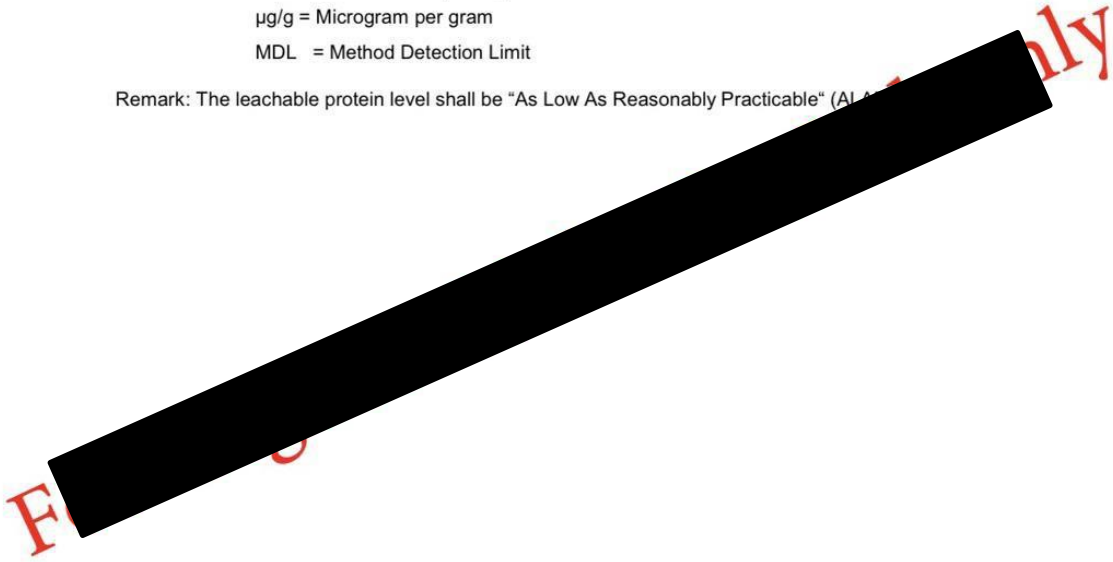 µg/g = Microgram per gram
MDL = Method Detection Limit
Remark: The leachable protein level shall be “As Low As Reasonably Practicable“